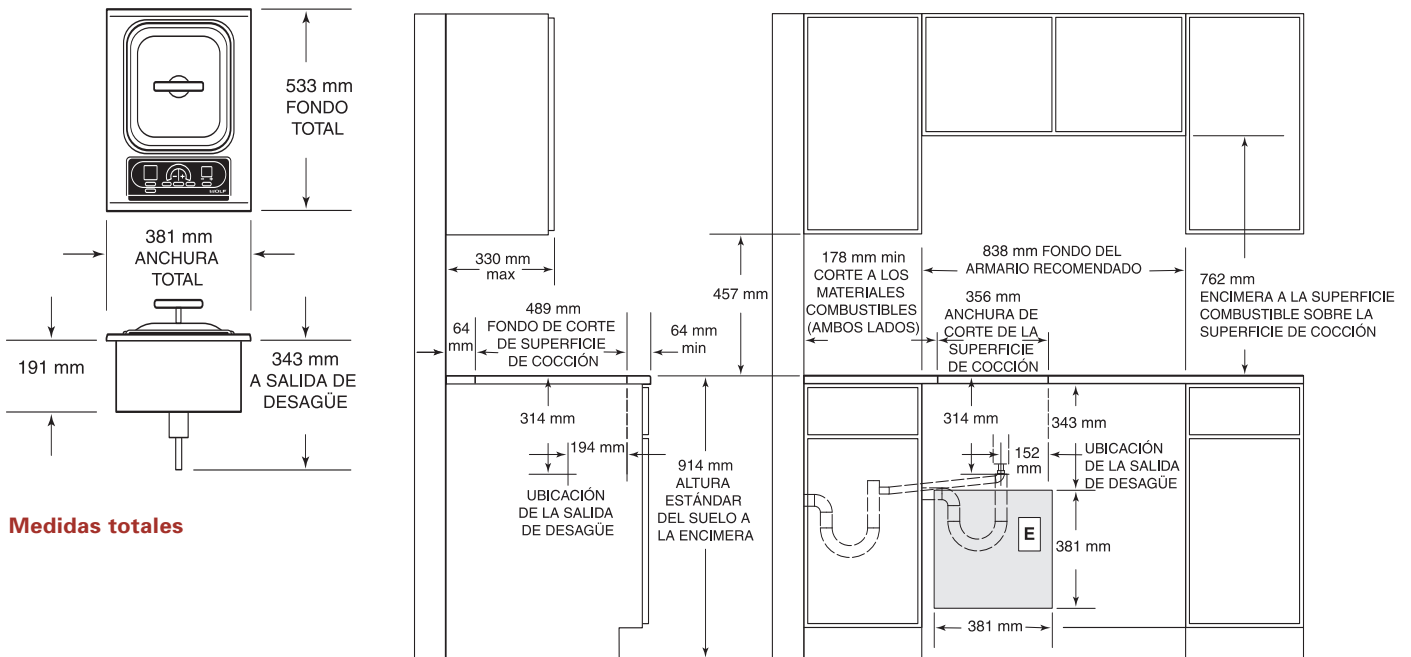 533 mm
FONDO
TOTAL
WOLF
381 mm
ANCHURA
TOTAL
191 mm
343 mm
A SALIDA DE
DESAGÜE
Medidas totales
330 mm
max
489 mm
FONDO DE CORTE
DE SUPERFICIE
DE COCCIÓN
64
mm
64 mm
min
457 mm
314 mm
194 mm
UBICACIÓN
DE LA SALIDA
DE DESAGÜE
914 mm
ALTURA
ESTÁNDAR
DEL SUELO A
LA ENCIMERA
178 mm min
CORTE A LOS
MATERIALES
COMBUSTIBLES
(AMBOS LADOS)
838 mm FONDO DEL
ARMARIO RECOMENDADO
356 mm
ANCHURA DE
CORTE DE LA
SUPERFICIE
DE COCCIÓN
762 mm
ENCIMERA A LA SUPERFICIE
COMBUSTIBLE SOBRE LA
SUPERFICIE DE COCCIÓN
314 mm
343 mm
152
mm
UBICACIÓN
DE LA SALIDA
DE DESAGÜE
E
381 mm
381 mm